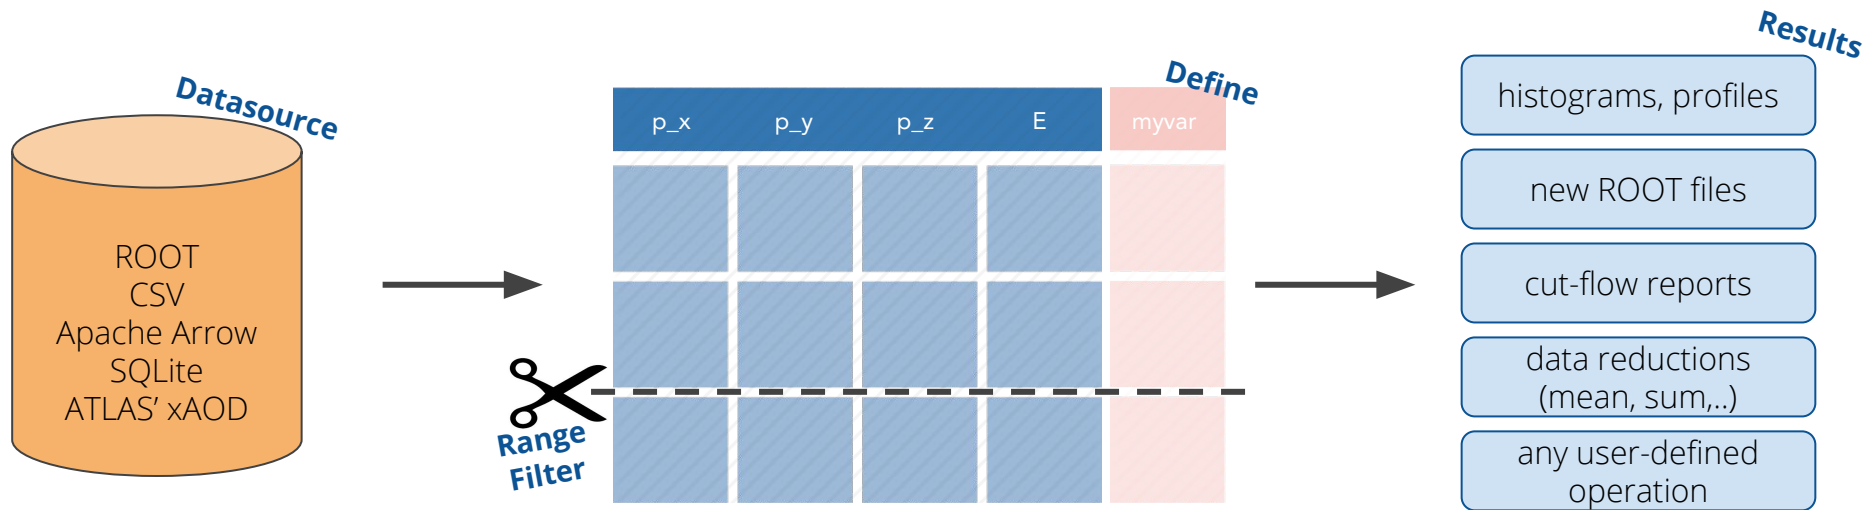 Datasource
ROOT
CSV
Apache Arrow
SQLite
ATLAS’ xAOD
Range
Filter
Define
p_x p_y p_z E myvar
Results
histograms, profiles
new ROOT files
cut-flow reports
data reductions
(mean, sum,..)
any user-defined
operation